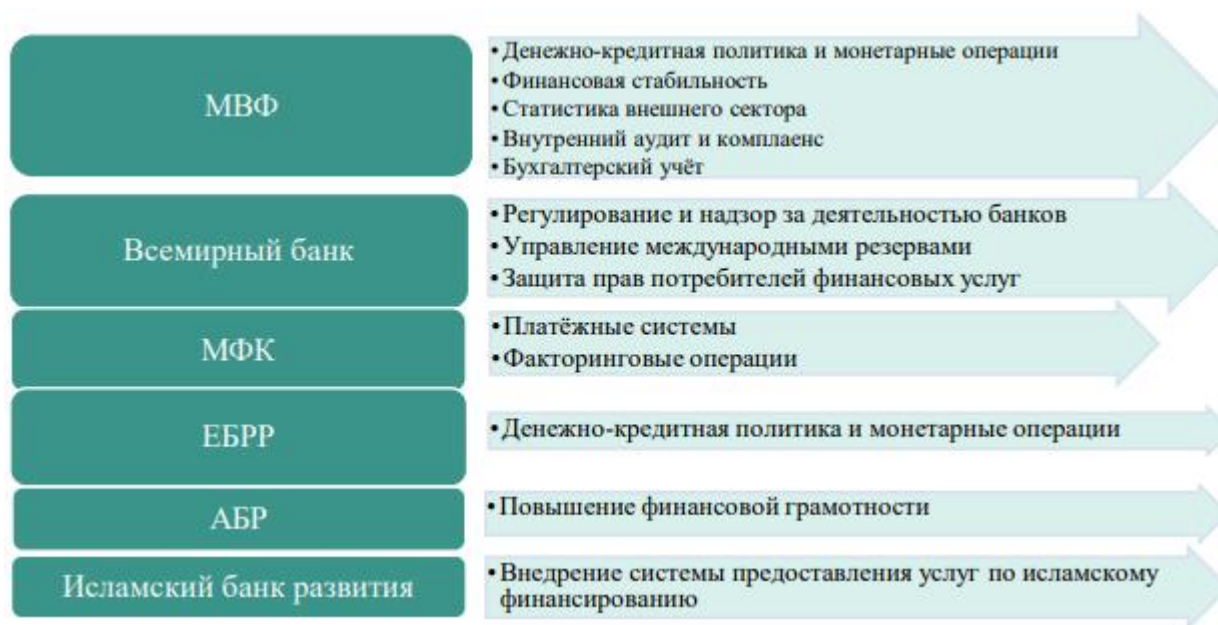 МВФ
•Денежно-кредитная политика и монетарные операции
•Финансовая стабильность
•Статистика внешнего сектора
•Внутренний аудит и комплаенс
•Бухгалтерский учёт
Всемирный банк
•Регулирование и надзор за деятельностью банков
•Управление международными резервами
•Защита прав потребителей финансовых услуг
МФК
•Платёжные системы
•Факторинговые операции
ЕБРР
•Денежно-кредитная политика и монетарные операции
АБР
•Повышение финансовой грамотности
Исламский банк развития
•Внедрение системы предоставления услуг по исламскому
финансированию